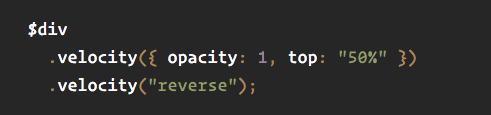 $div
.velocity({ opacity: 1, top: "50%" })
.velocity("reverse");